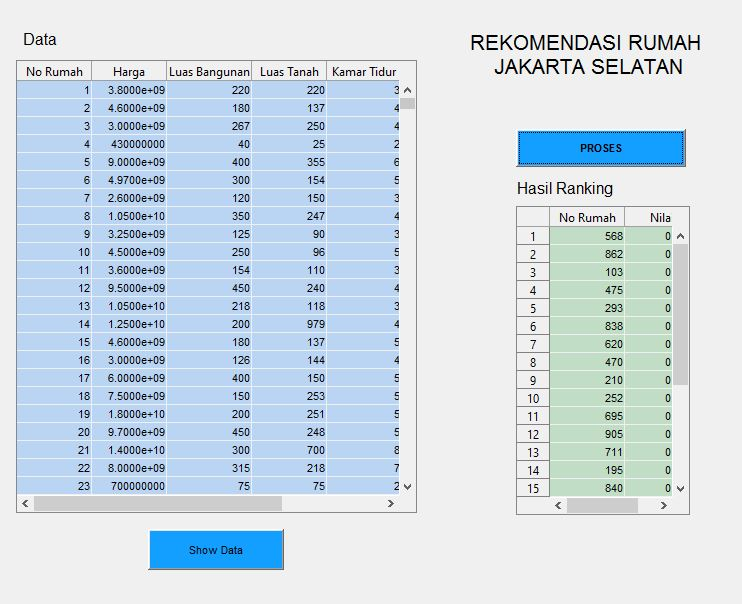 Data
No Rumah Harga Luas Bangunan Luas Tanah Kamar Tidur
1 3.8000e+09 220 220 3
2 4.6000e+09 180 137 4
3 3.0000e+09 267 250 4
4 430000000 40 25 2
5 9.0000e+09 400 355 6
6 4.9700e+09 300 154 5
7 2.6000e+09 120 150 3
8 1.0500e+10 350 247 4
9 3.2500e+09 125 90 3
10 4.5000e+09 250 96 5
11 3.6000e+09 154 110 3
12 9.5000e+09 450 240 4
13 1.0500e+10 218 118 3
14 1.2500e+10 200 979 4
15 4.6000e+09 180 137 5
16 3.0000e+09 126 144 4
17 6.0000e+09 400 150 5
18 7.5000e+09 150 253 5
19 1.8000e+10 200 251 5
20 9.7000e+09 450 248 5
21 1.4000e+10 300 700 8
22 8.0000e+09 315 218 7
23 700000000 75 75 2
Show Data
REKOMENDASI RUMAH
JAKARTA SELATAN
PROSES
Hasil Ranking
No Rumah Nila
1 568 0
2 862 0
3 103 0
4 475 0
5 293 0
6 838 0
7 620 0
8 470 0
9 210 0
10 252 0
11 695 0
12 905 0
13 711 0
14 195 0
15 840 0